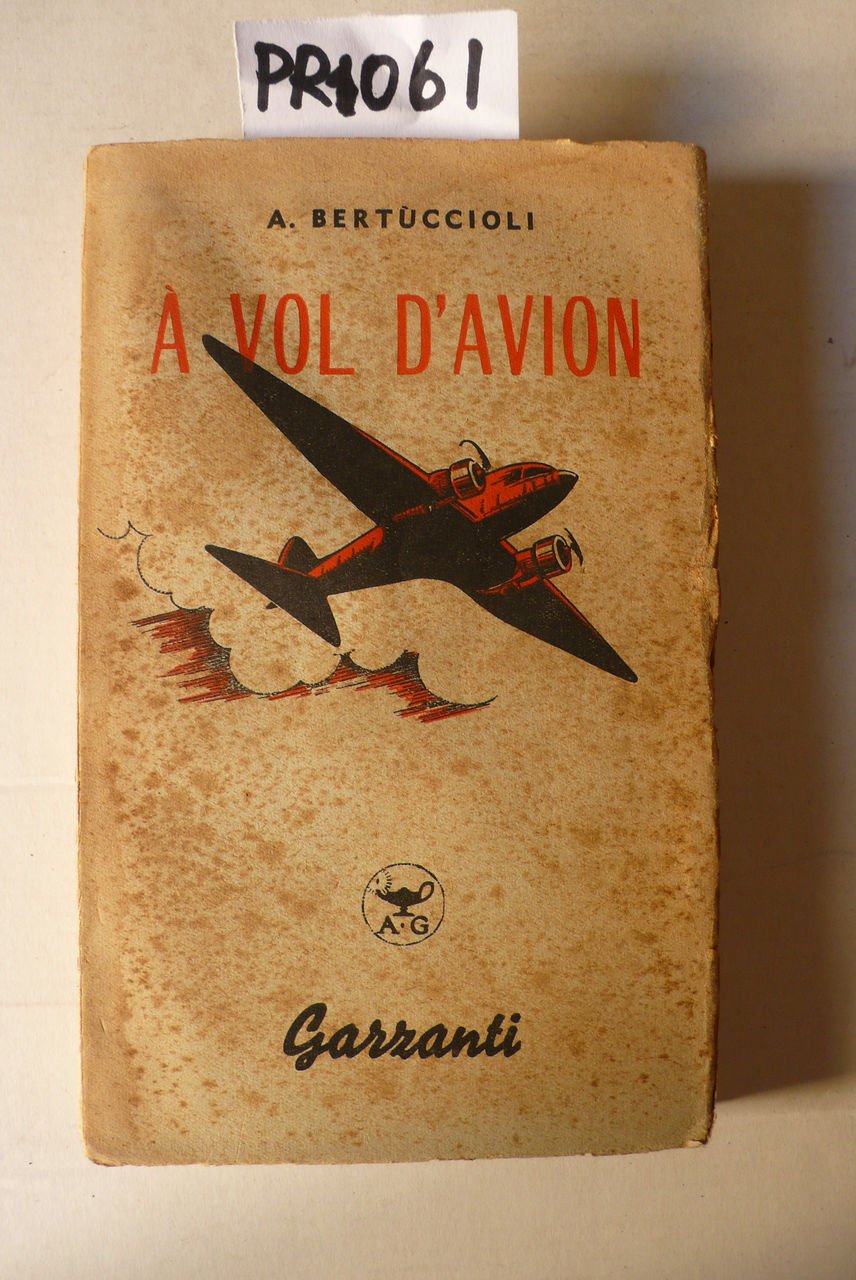 PR1061
A. BERTÙCCIOLI
À VOL D'AVION
A·G
Garzanti